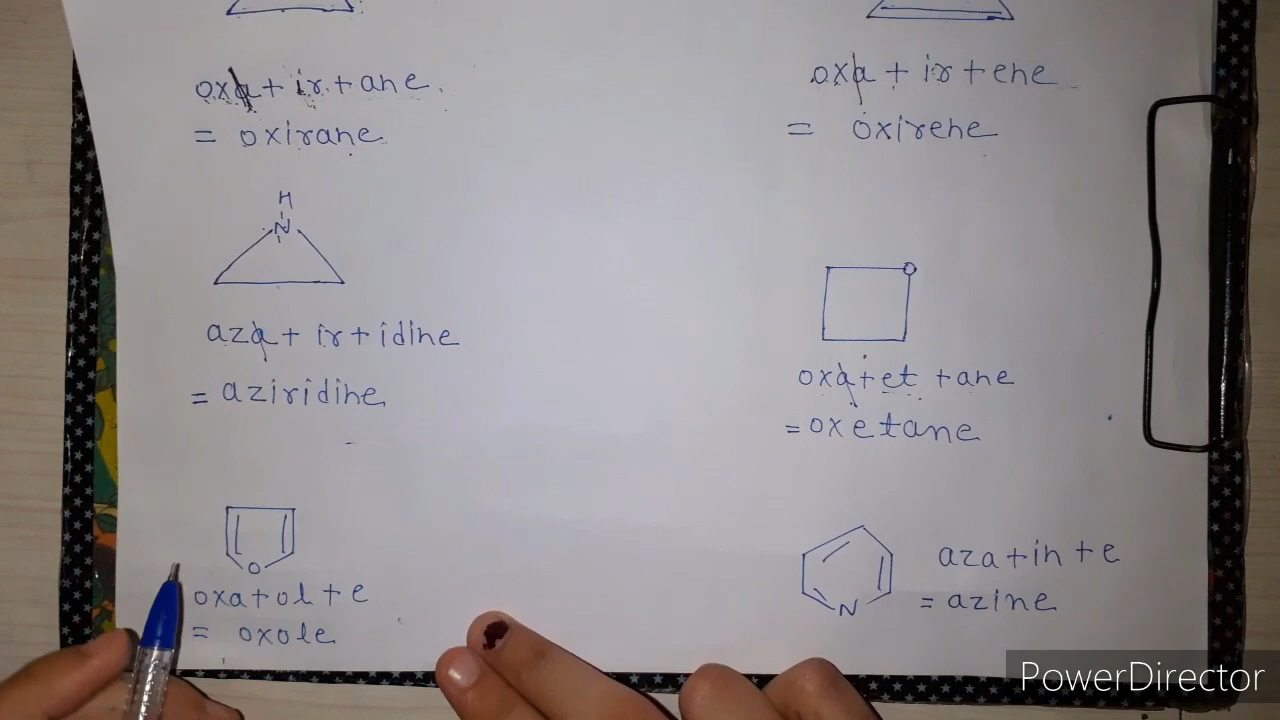 oxa + ir + ane
= oxirane
oxa + ir + ene
= oxirene
H
N
aza + ir + idine
= aziridine
O
oxa + et + ane
= oxetane
O
oxa + ol + e
= oxole
N
aza + in + e
= azine
PowerDirector